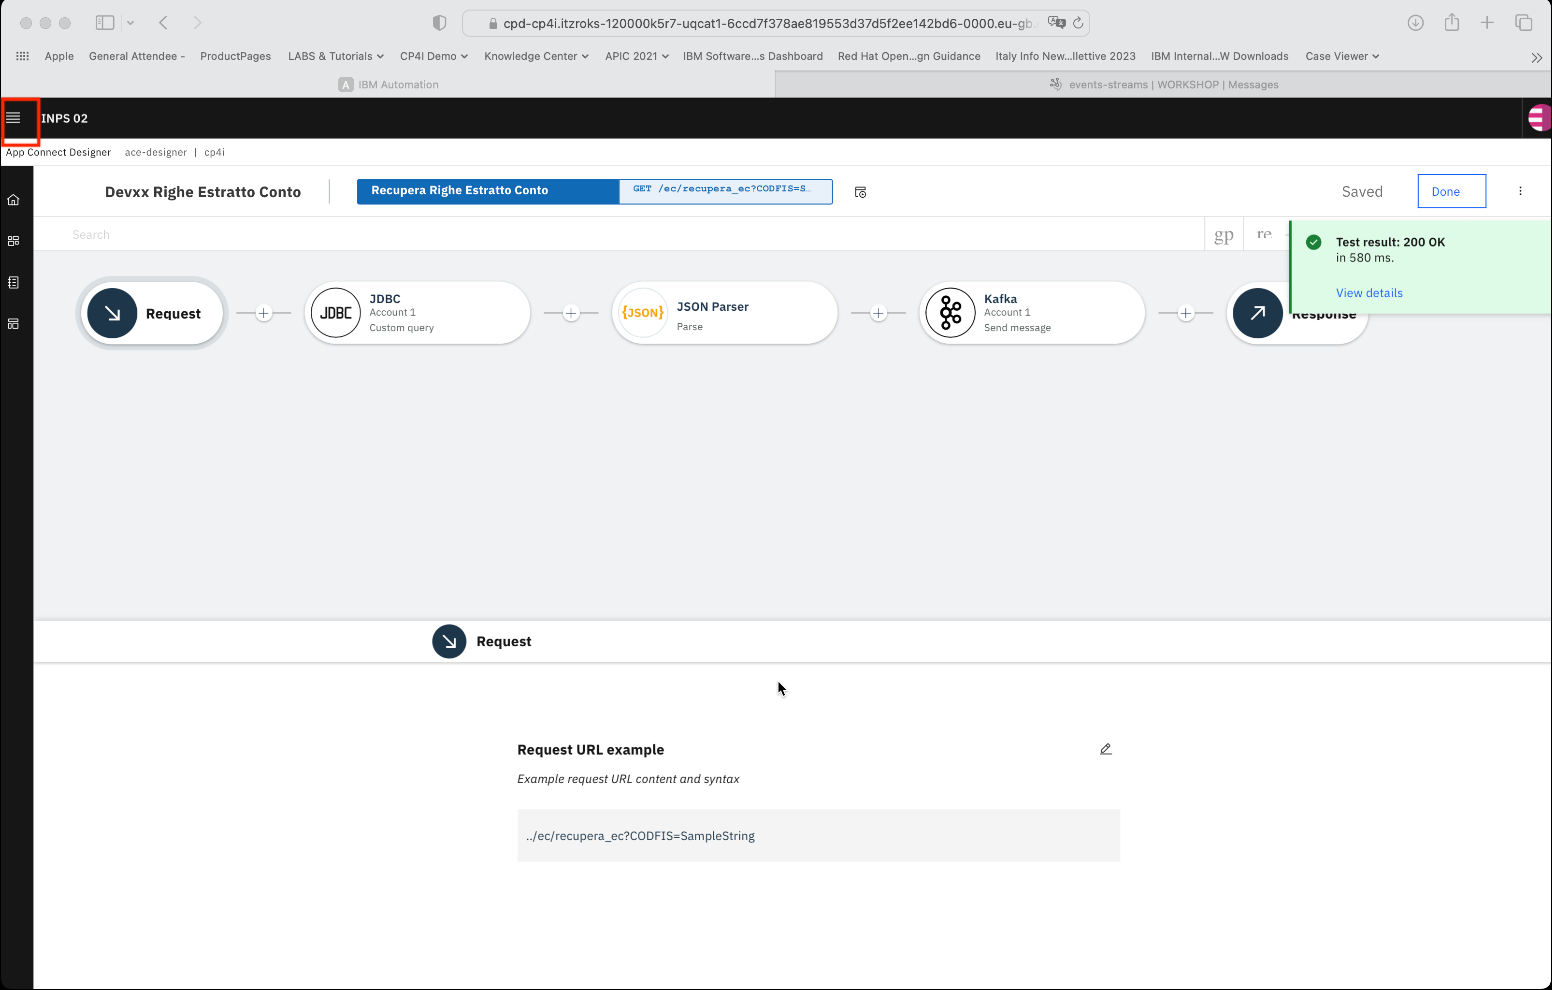 cpd-cp4i.itzroks-120000k5r7-uqcat1-6ccd7f378ae819553d37d5f2ee142bd6-0000.eu-gb.
Apple
General Attendee -
ProductPages
LABS & Tutorials
CP4I Demo
Knowledge Center
APIC 2021
IBM Software...s Dashboard
Red Hat Open...gn Guidance
Italy Info New...llettive 2023
IBM Internal...W Downloads
Case Viewer
A IBM Automation
events-streams | WORKSHOP | Messages
INPS 02
App Connect Designer ace-designer | cp4i
Devxx Righe Estratto Conto
Recupera Righe Estratto Conto
GET /ec/recupera_ec?CODFIS=S…
Saved
Done
Search
gp
re
Test result: 200 OK
in 580 ms.
View details
Request
JDBC
JDBC
Account 1
Custom query
{JSON}
JSON Parser
Parse
Kafka
Account 1
Send message
Response
Request
Request URL example
Example request URL content and syntax
../ec/recupera_ec?CODFIS=SampleString